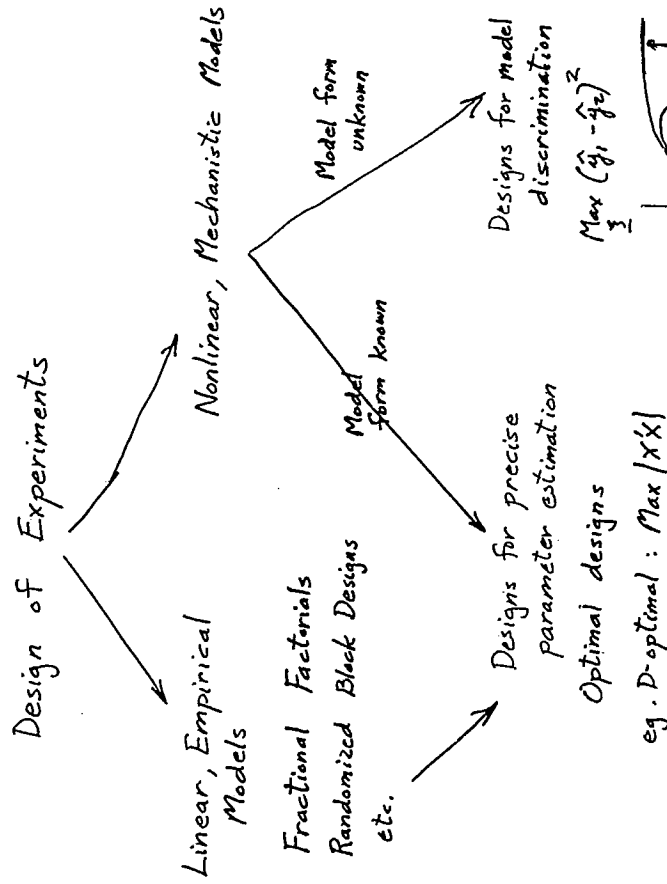 Design of Experiments
Linear, Empirical
Models
Fractional Factorials
Randomized Block Designs
etc.
Nonlinear, Mechanistic Models
Model
form known
Model form
unknown
Designs for precise
parameter estimation
Optimal designs
eg. D-optimal : Max |X'X|
Designs for model
discrimination
Max (ŷ₁ - ŷ₂)²
ξ